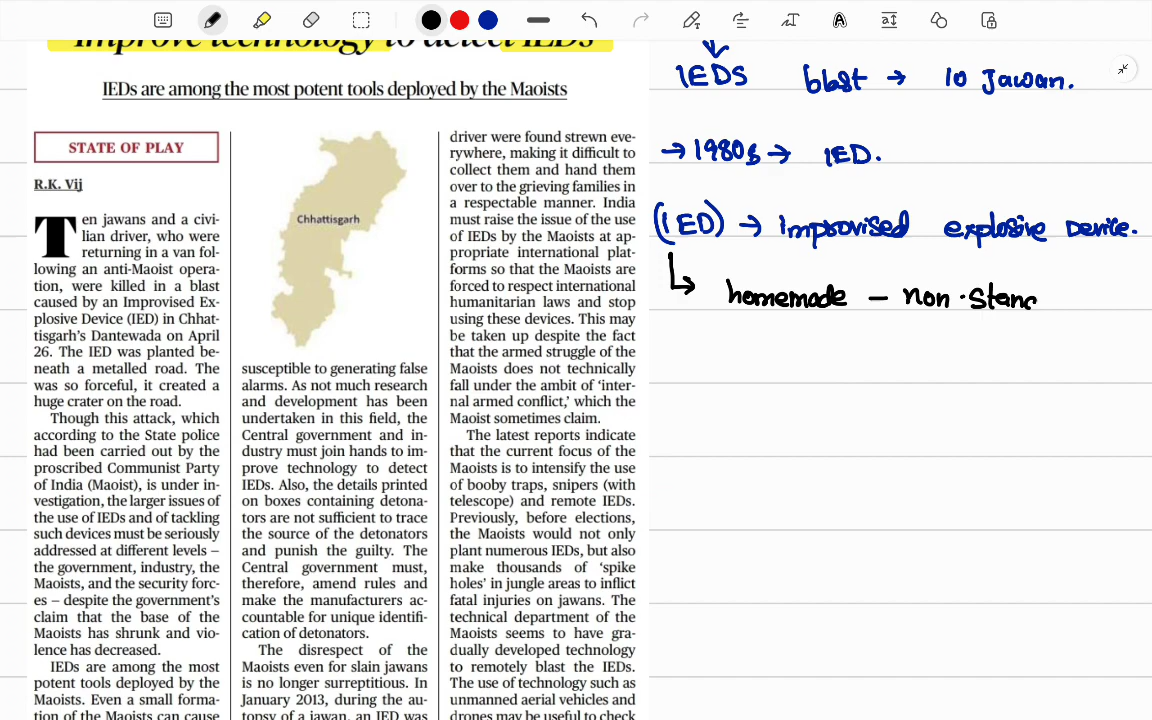 Improve technology to detect IEDs
IEDs are among the most potent tools deployed by the Maoists
STATE OF PLAY
R.K. Vij
Ten jawans and a civi-
lian driver, who were
returning in a van fol-
lowing an anti-Maoist opera-
tion, were killed in a blast
caused by an Improvised Ex-
plosive Device (IED) in Chhat-
tisgarh's Dantewada on April
26. The IED was planted be-
neath a metalled road. The
was so forceful, it created a
huge crater on the road.
Though this attack, which
according to the State police
had been carried out by the
proscribed Communist Party
of India (Maoist), is under in-
vestigation, the larger issues of
the use of IEDs and of tackling
such devices must be seriously
addressed at different levels –
the government, industry, the
Maoists, and the security forc-
es – despite the government's
claim that the base of the
Maoists has shrunk and vio-
lence has decreased.
IEDs are among the most
potent tools deployed by the
Maoists. Even a small forma-
tion of the Maoists can cause
Chhattisgarh
susceptible to generating false
alarms. As not much research
and development has been
undertaken in this field, the
Central government and in-
dustry must join hands to im-
prove technology to detect
IEDs. Also, the details printed
on boxes containing detona-
tors are not sufficient to trace
the source of the detonators
and punish the guilty. The
Central government must,
therefore, amend rules and
make the manufacturers ac-
countable for unique identifi-
cation of detonators.
The disrespect of the
Maoists even for slain jawans
is no longer surreptitious. In
January 2013, during the au-
topsy of a jawan, an IED was
driver were found strewn eve-
rywhere, making it difficult to
collect them and hand them
over to the grieving families in
a respectable manner. India
must raise the issue of the use
of IEDs by the Maoists at ap-
propriate international plat-
forms so that the Maoists are
forced to respect international
humanitarian laws and stop
using these devices. This may
be taken up despite the fact
that the armed struggle of the
Maoists does not technically
fall under the ambit of 'inter-
nal armed conflict,' which the
Maoist sometimes claim.
The latest reports indicate
that the current focus of the
Maoists is to intensify the use
of booby traps, snipers (with
telescope) and remote IEDs.
Previously, before elections,
the Maoists would not only
plant numerous IEDs, but also
make thousands of 'spike
holes' in jungle areas to inflict
fatal injuries on jawans. The
technical department of the
Maoists seems to have gra-
dually developed technology
to remotely blast the IEDs.
The use of technology such as
unmanned aerial vehicles and
drones may be useful to check
IEDS blast → 10 Jawan.
→ 1980s → IED.
(IED) → Improvised explosive Device.
homemade – non-stanc